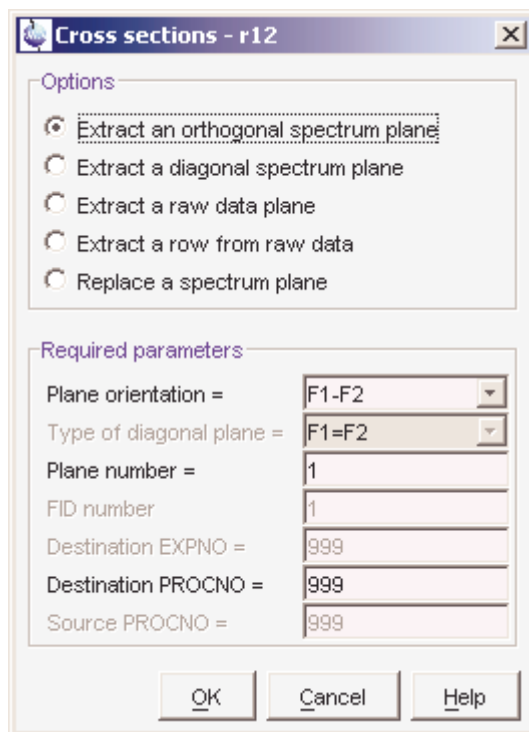 Cross sections - r12
Options
Extract an orthogonal spectrum plane
Extract a diagonal spectrum plane
Extract a raw data plane
Extract a row from raw data
Replace a spectrum plane
Required parameters
Plane orientation = F1-F2
Type of diagonal plane = F1=F2
Plane number = 1
FID number 1
Destination EXPNO = 999
Destination PROCNO = 999
Source PROCNO = 999
OK Cancel Help